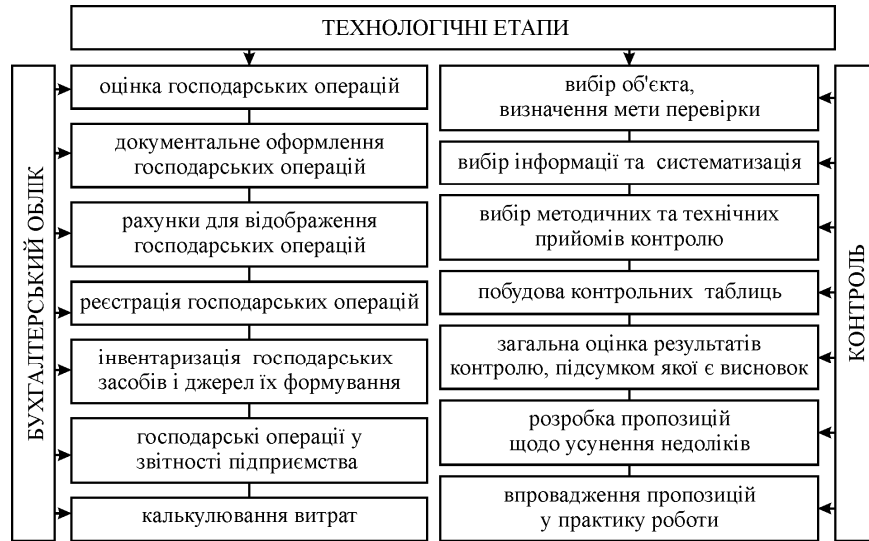 ТЕХНОЛОГІЧНІ ЕТАПИ
БУХГАЛТЕРСЬКИЙ ОБЛІК
оцінка господарських операцій
документальне оформлення
господарських операцій
рахунки для відображення
господарських операцій
реєстрація господарських операцій
інвентаризація господарських
засобів і джерел їх формування
господарські операції у
звітності підприємства
калькулювання витрат
вибір об'єкта,
визначення мети перевірки
вибір інформації та систематизація
вибір методичних та технічних
прийомів контролю
побудова контрольних таблиць
загальна оцінка результатів
контролю, підсумком якої є висновок
розробка пропозицій
щодо усунення недоліків
впровадження пропозицій
у практику роботи
КОНТРОЛЬ